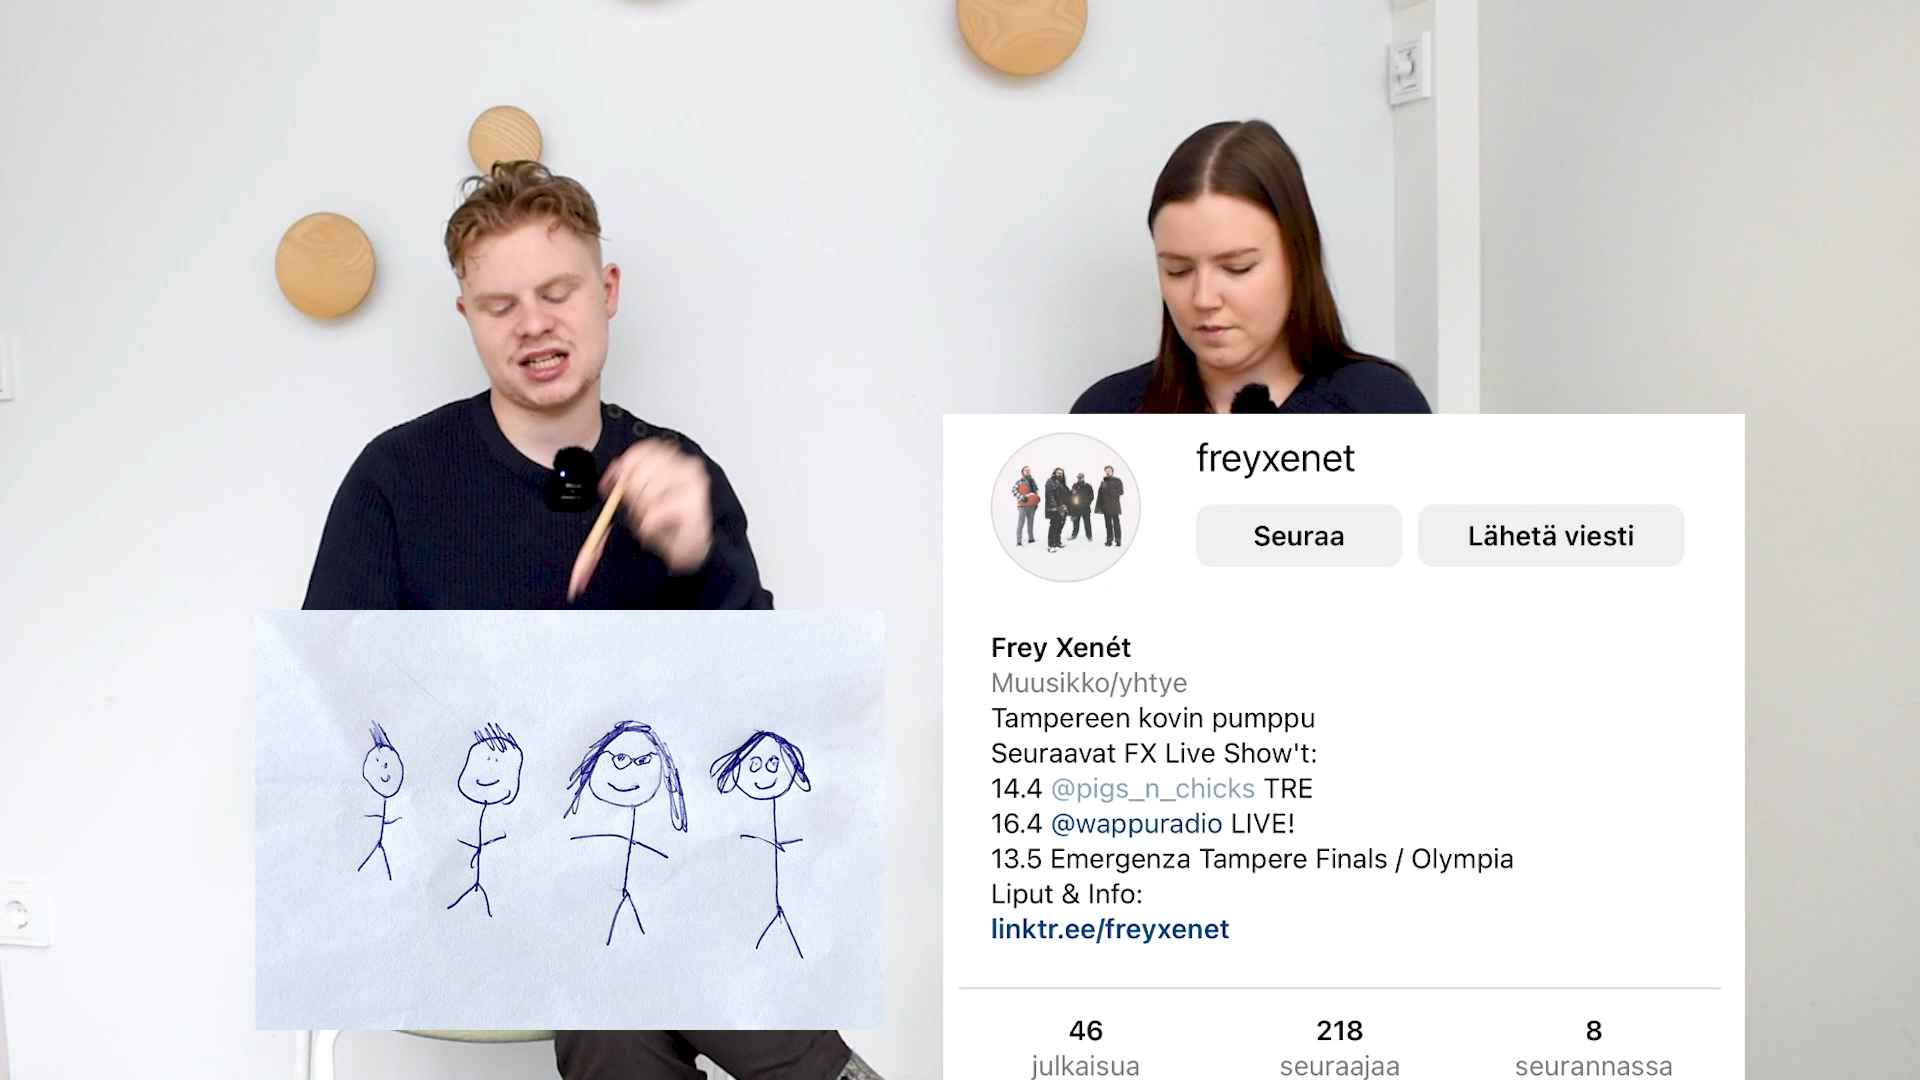 freyxenet
Seuraa
Lähetä viesti
Frey Xenét
Muusikko/yhtye
Tampereen kovin pumppu
Seuraavat FX Live Show't:
14.4 @pigs_n_chicks TRE
16.4 @wappuradio LIVE!
13.5 Emergenza Tampere Finals / Olympia
Liput & Info:
linktr.ee/freyxenet
46
218
8
julkaisua
seuraajaa
seurannassa